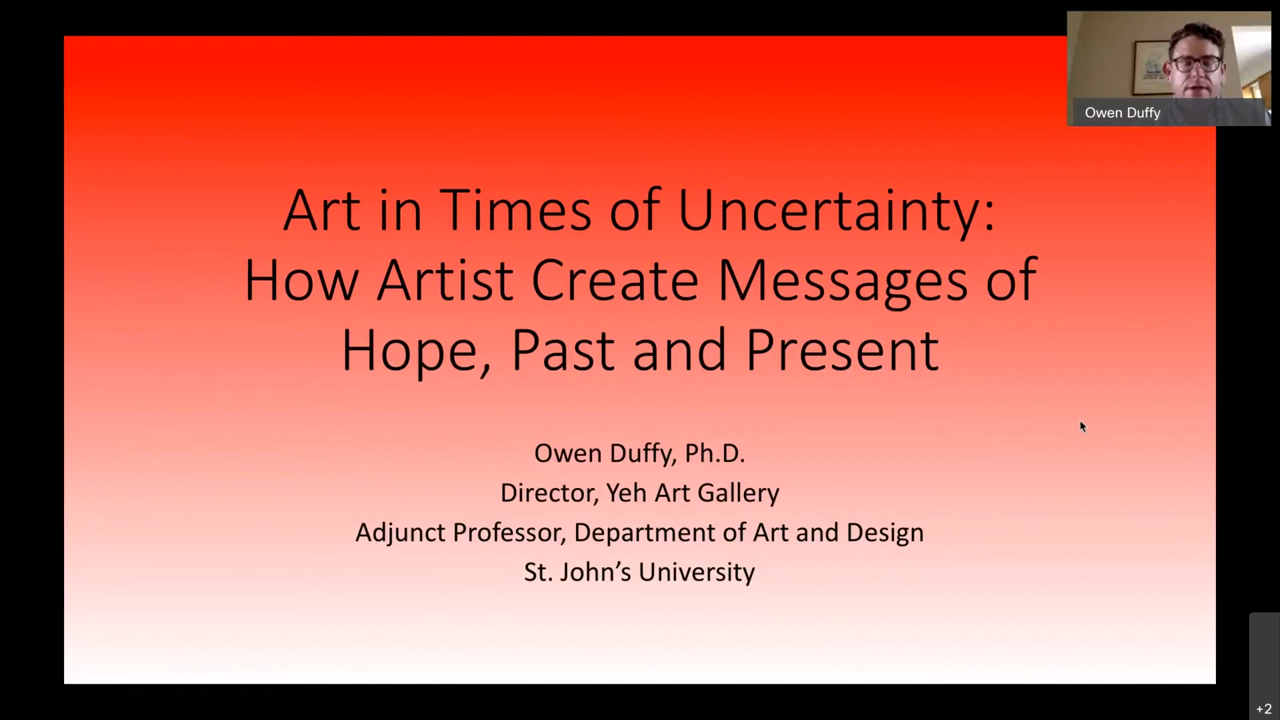 Owen Duffy
Art in Times of Uncertainty:
How Artist Create Messages of
Hope, Past and Present
Owen Duffy, Ph.D.
Director, Yeh Art Gallery
Adjunct Professor, Department of Art and Design
St. John’s University
+2